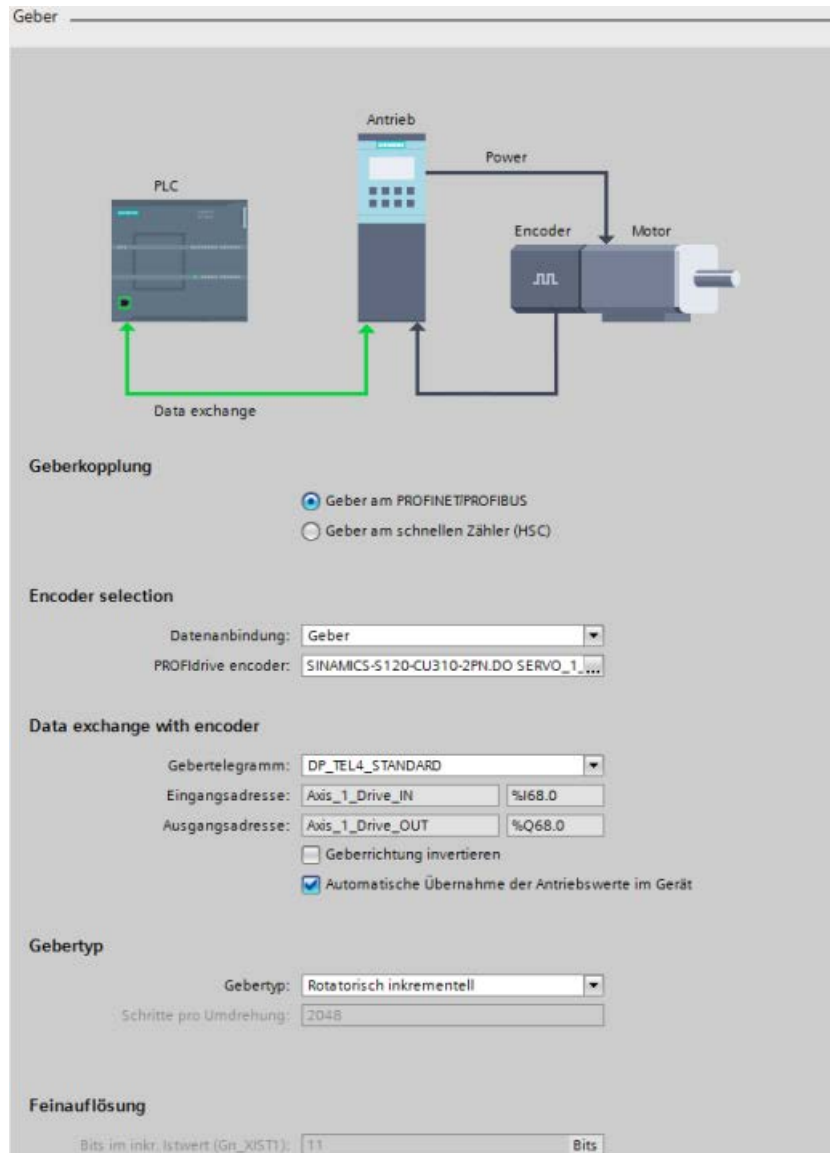 Geber
Antrieb
Power
PLC
Encoder Motor
Data exchange
Geberkopplung
Geber am PROFINET/PROFIBUS
Geber am schnellen Zähler (HSC)
Encoder selection
Datenanbindung: Geber
PROFIdrive encoder: SINAMICS-S120-CU310-2PN.DO SERVO_1_ ...
Data exchange with encoder
Gebertelegramm: DP_TEL4_STANDARD
Eingangsadresse: Axis_1_Drive_IN %I68.0
Ausgangsadresse: Axis_1_Drive_OUT %Q68.0
Geberrichtung invertieren
Automatische Übernahme der Antriebswerte im Gerät
Gebertyp
Gebertyp: Rotatorisch inkrementell
Schritte pro Umdrehung: 2048
Feinauflösung
Bits im inkr. Istwert (Gn_XIST1): 11 Bits